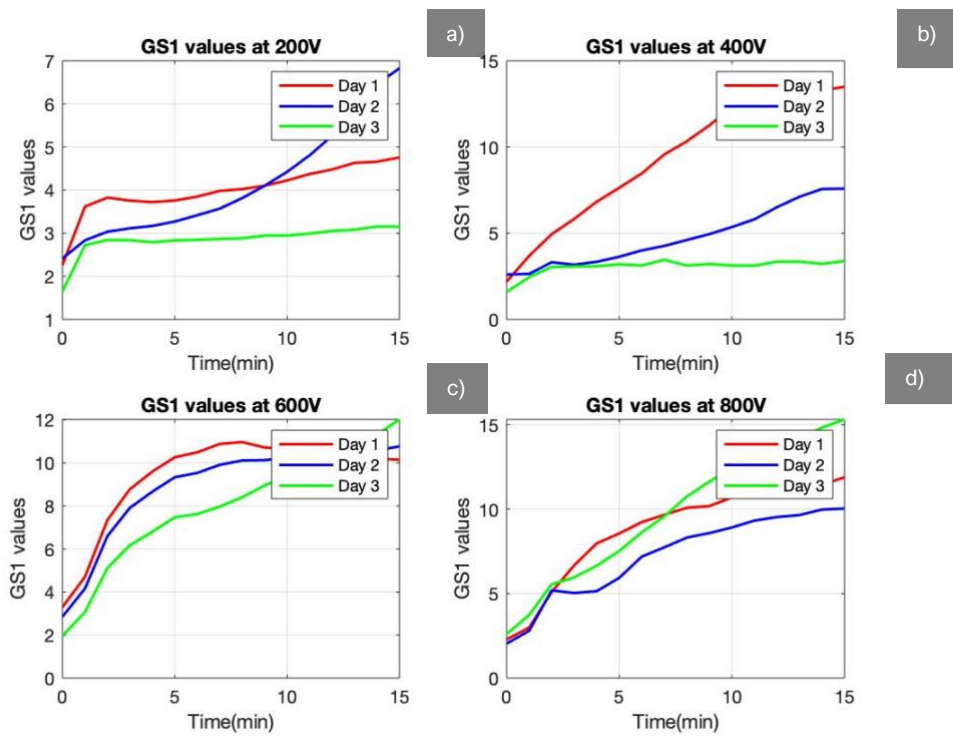 a)
GS1 values at 200V
7
6
5
4
3
2
1
GS1 values
Day 1
Day 2
Day 3
0
5
10
15
Time(min)
b)
GS1 values at 400V
15
10
5
0
GS1 values
Day 1
Day 2
Day 3
0
5
10
15
Time(min)
c)
GS1 values at 600V
12
10
8
6
4
2
0
GS1 values
Day 1
Day 2
Day 3
0
5
10
15
Time(min)
d)
GS1 values at 800V
15
10
5
0
GS1 values
Day 1
Day 2
Day 3
0
5
10
15
Time(min)